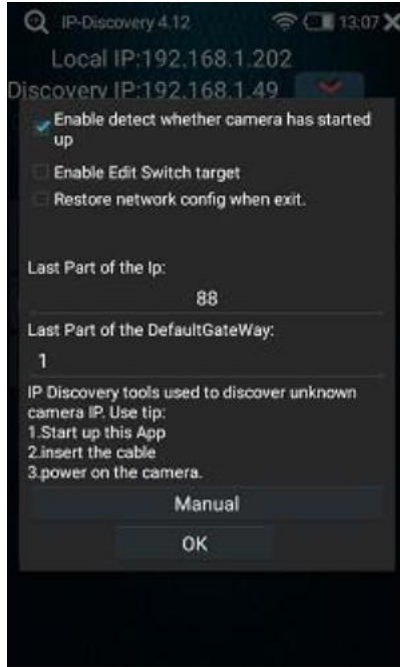 IP-Discovery 4.12
13:07
Local IP:192.168.1.202
Discovery IP:192.168.1.49
Enable detect whether camera has started
up
Enable Edit Switch target
Restore network config when exit.
Last Part of the Ip:
88
Last Part of the DefaultGateWay:
1
IP Discovery tools used to discover unknown
camera IP. Use tip:
1.Start up this App
2.insert the cable
3.power on the camera.
Manual
OK